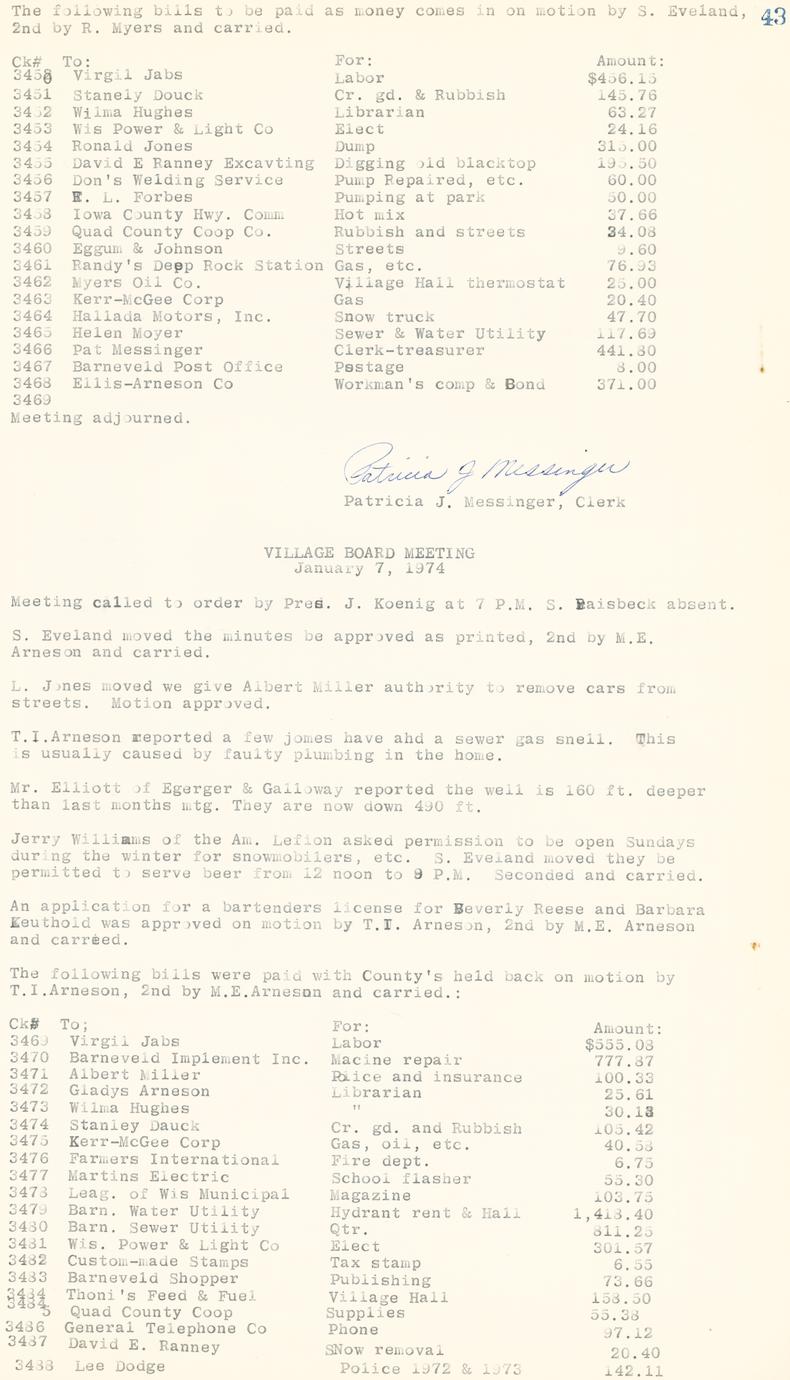 The following bills to be paid as money comes in on motion by S. Eveland, 43
2nd by R. Myers and carried.
Ck# To: For: Amount:
3450 Virgil Jabs Labor $456.15
3451 Stanely Douck Cr. gd. & Rubbish 145.76
3452 Wilma Hughes Librarian 63.27
3453 Wis Power & Light Co Elect 24.16
3454 Ronald Jones Dump 315.00
3455 David E Ranney Excavting Digging old blacktop 195.50
3456 Don's Welding Service Pump Repaired, etc. 60.00
3457 E. L. Forbes Pumping at park 50.00
3458 Iowa County Hwy. Comm Hot mix 37.66
3459 Quad County Coop Co. Rubbish and streets 34.08
3460 Eggum & Johnson Streets 9.60
3461 Randy's Deep Rock Station Gas, etc. 76.93
3462 Myers Oil Co. Village Hall thermostat 25.00
3463 Kerr-McGee Corp Gas 20.40
3464 Hallada Motors, Inc. Snow truck 47.70
3465 Helen Moyer Sewer & Water Utility 117.69
3466 Pat Messinger Clerk-treasurer 441.80
3467 Barneveld Post Office Postage 8.00
3468 Ellis-Arneson Co Workman's comp & Bond 371.00
3469
Meeting adjourned.
Patricia J Messinger
Patricia J. Messinger, Clerk
VILLAGE BOARD MEETING
January 7, 1974
Meeting called to order by Pres. J. Koenig at 7 P.M. S. Raisbeck absent.
S. Eveland moved the minutes be approved as printed, 2nd by M.E.
Arneson and carried.
L. Jones moved we give Albert Miller authority to remove cars from
streets. Motion approved.
T.I.Arneson reported a few jomes have ahd a sewer gas snell. This
is usually caused by faulty plumbing in the home.
Mr. Elliott of Egerger & Galloway reported the well is 160 ft. deeper
than last months mtg. They are now down 490 ft.
Jerry Williams of the Am. Lefion asked permission to be open Sundays
during the winter for snowmobilers, etc. S. Eveland moved they be
permitted to serve beer from 12 noon to 9 P.M. Seconded and carried.
An application for a bartenders license for Beverly Reese and Barbara
Leuthold was approved on motion by T.I. Arneson, 2nd by M.E. Arneson
and carreed.
The following bills were paid with County's held back on motion by
T.I.Arneson, 2nd by M.E.Arneson and carried.:
Ck# To; For: Amount:
3469 Virgil Jabs Labor $555.08
3470 Barneveld Implement Inc. Macine repair 777.87
3471 Albert Miller Plice and insurance 100.33
3472 Gladys Arneson Librarian 25.61
3473 Wilma Hughes " 30.18
3474 Stanley Dauck Cr. gd. and Rubbish 105.42
3475 Kerr-McGee Corp Gas, oil, etc. 40.58
3476 Farmers International Fire dept. 6.75
3477 Martins Electric School flasher 55.30
3478 Leag. of Wis Municipal Magazine 103.75
3479 Barn. Water Utility Hydrant rent & Hall 1,418.40
3480 Barn. Sewer Utility Qtr. 811.25
3481 Wis. Power & Light Co Elect 301.57
3482 Custom-made Stamps Tax stamp 6.55
3483 Barneveld Shopper Publishing 73.66
3484 Thoni's Feed & Fuel Village Hall 158.50
3485 Quad County Coop Supplies 55.38
3486 General Telephone Co Phone 97.12
3487 David E. Ranney SNow removal 20.40
3488 Lee Dodge Police 1972 & 1973 142.11